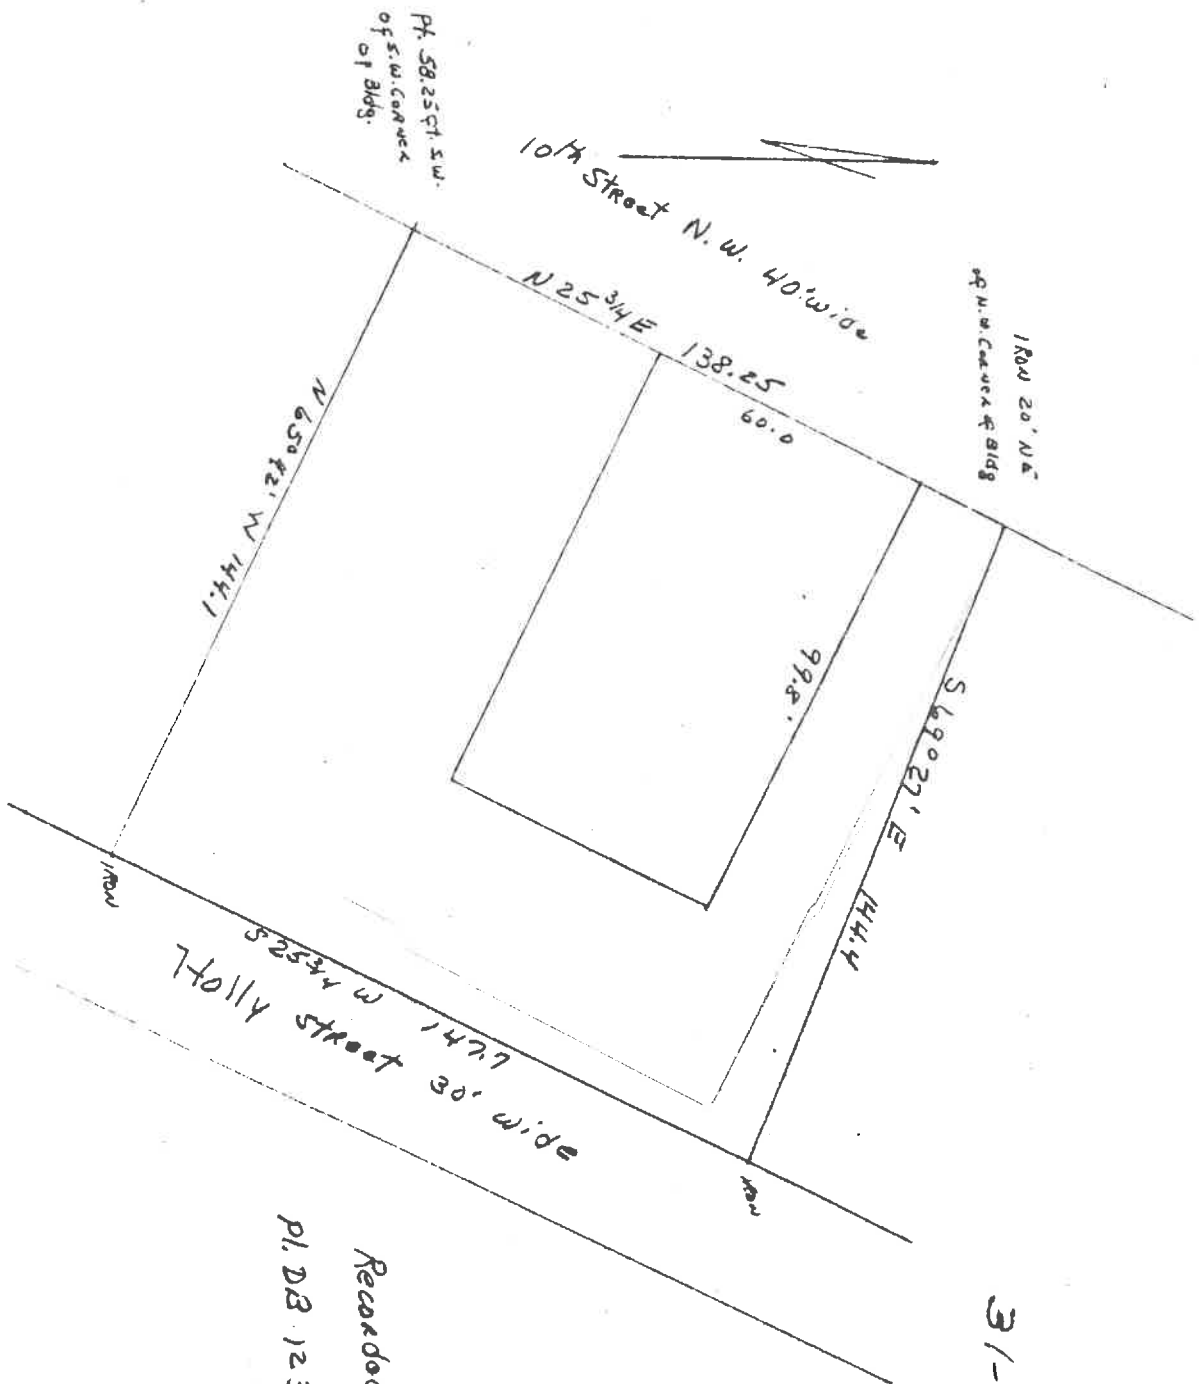 Pt. 58.25 ft. S.W.
of S.W. Corner
of Bldg.
10th Street N.W. 40' wide
IRON 20' NE
of N.W. Corner of Bldg
N 25 3/4 E 138.25
60.0
N 65° 42' W 144.1
99.8'
S 69° 27' E 144.4
IRON
S 25 3/4 W 147.7
Holly Street 30' wide
IRON
31-
Recorded
Pl. DB 123